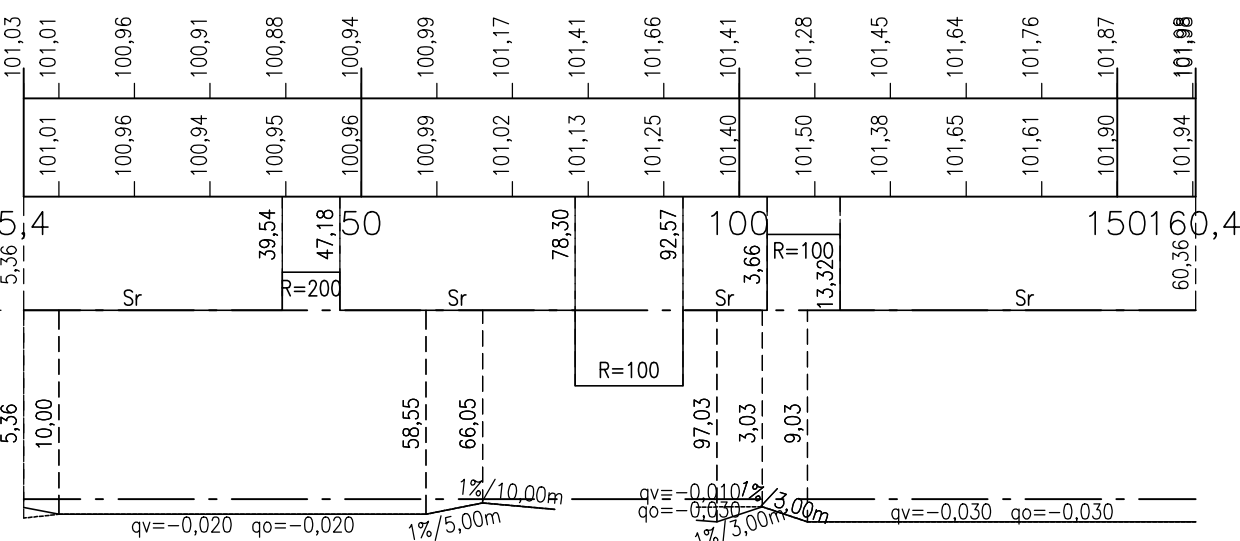 101,03 101,01 100,96 100,91 100,88 100,94 100,99 101,17 101,41 101,66 101,41 101,28 101,45 101,64 101,76 101,87 101,98
101,01 100,96 100,94 100,95 100,96 100,99 101,02 101,13 101,25 101,40 101,50 101,38 101,65 101,61 101,90 101,94
5,4 50 100 150 160,4
5,36 39,54 47,18 78,30 92,57 3,66 13,32 60,36
R=200 R=100
Sr Sr Sr Sr
R=100
5,36 10,00 58,55 66,05 97,03 3,03 9,03
1%/10,00m qv=-0,010 1%/3,00m
qo=-0,030
qv=-0,020 qo=-0,020 1%/5,00m 1%/3,00m qv=-0,030 qo=-0,030